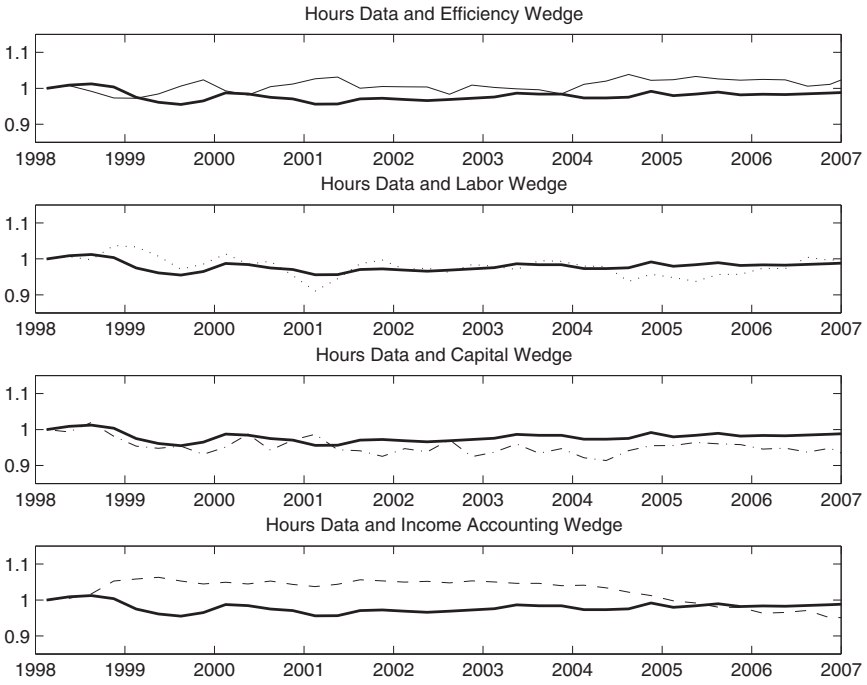 Hours Data and Efficiency Wedge
1.1
1
0.9
1998 1999 2000 2001 2002 2003 2004 2005 2006 2007
Hours Data and Labor Wedge
1.1
1
0.9
1998 1999 2000 2001 2002 2003 2004 2005 2006 2007
Hours Data and Capital Wedge
1.1
1
0.9
1998 1999 2000 2001 2002 2003 2004 2005 2006 2007
Hours Data and Income Accounting Wedge
1.1
1
0.9
1998 1999 2000 2001 2002 2003 2004 2005 2006 2007